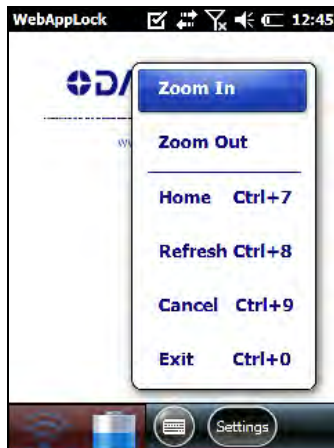 WebAppLock 12:45
Zoom In
Zoom Out
Home Ctrl+7
Refresh Ctrl+8
Cancel Ctrl+9
Exit Ctrl+0
Settings